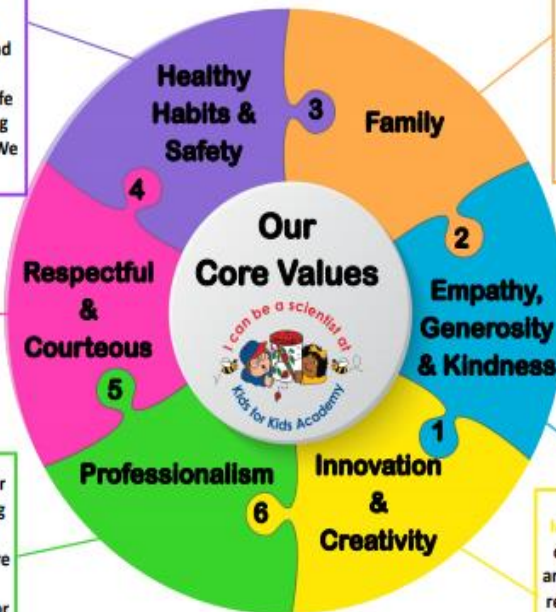 Healthy
Habits &
Safety
3
Family
4
2
Our
Core Values
I can be a scientist at
Kids for Kids Academy
Respectful
&
Courteous
Empathy,
Generosity
& Kindness
5
1
Professionalism
6
Innovation
&
Creativity
We